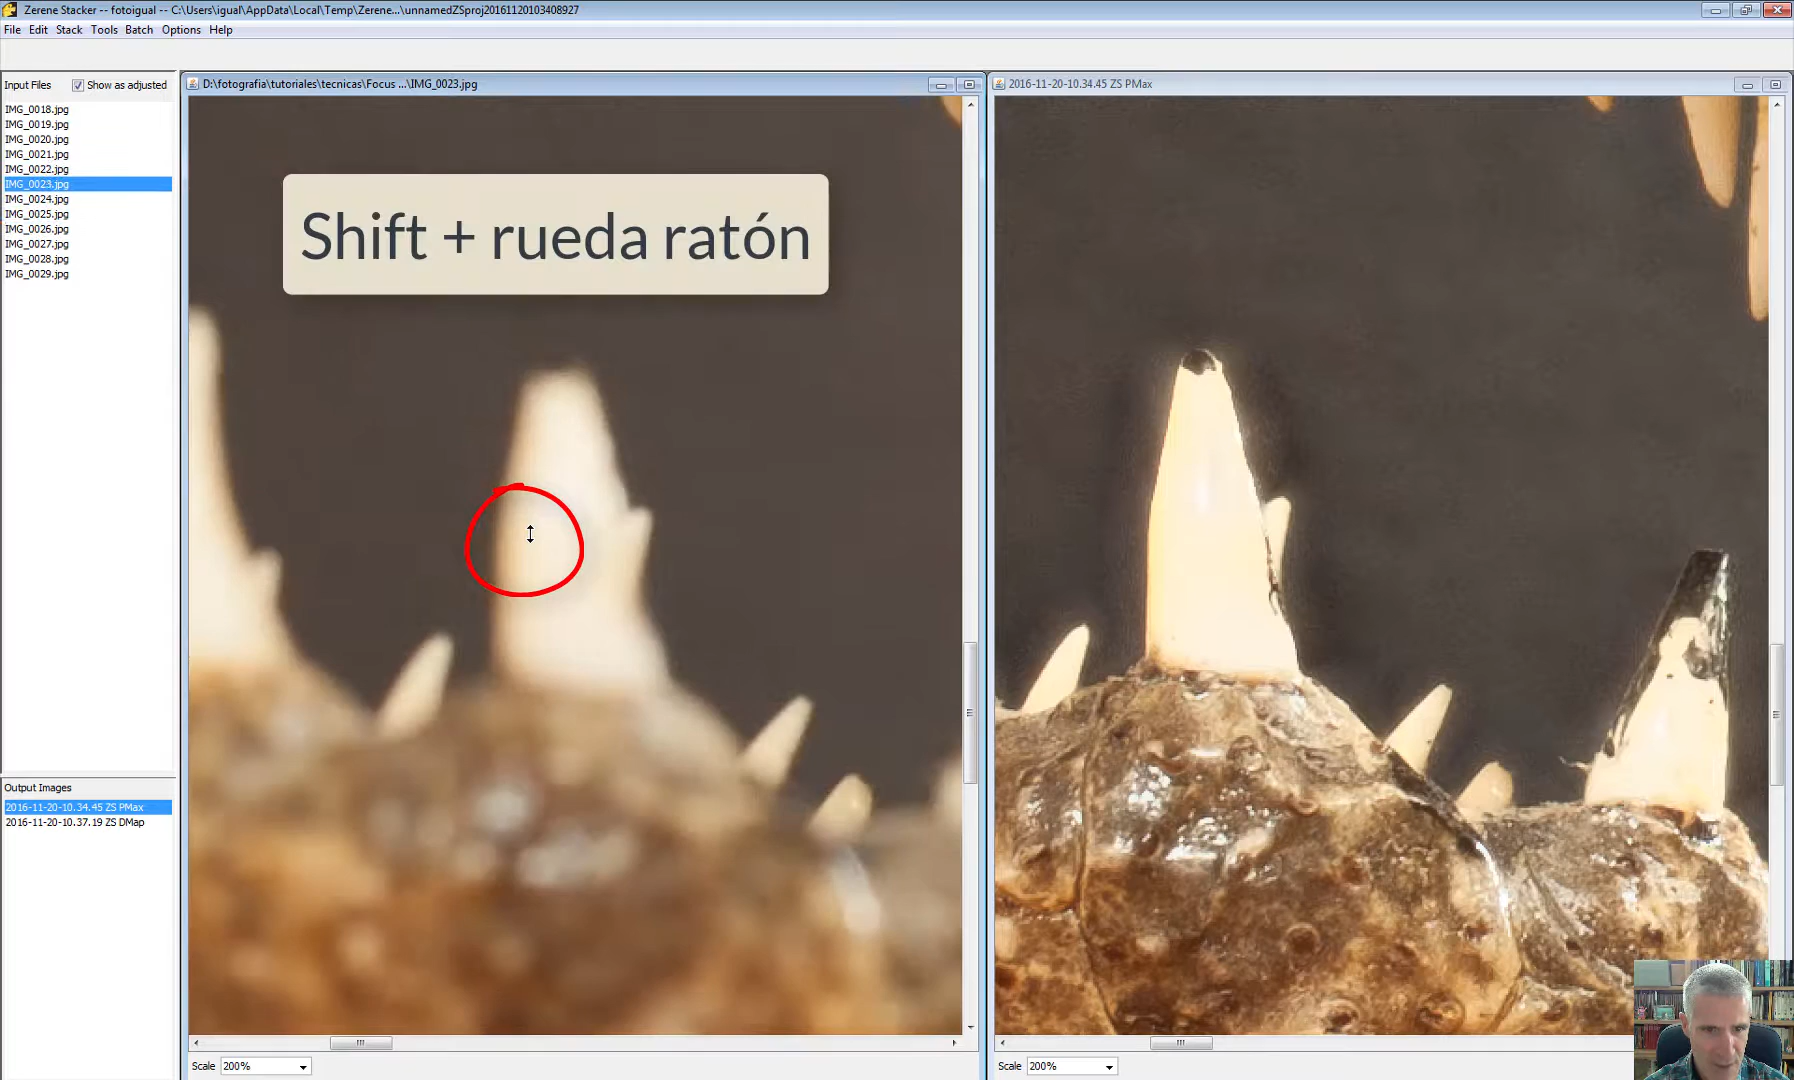 Zerene Stacker -- fotoigual -- C:\Users\igual\AppData\Local\Temp\Zerene...\unnamedZSproj20161120103408927
File Edit Stack Tools Batch Options Help
Input Files Show as adjusted
IMG_0018.jpg
IMG_0019.jpg
IMG_0020.jpg
IMG_0021.jpg
IMG_0022.jpg
IMG_0023.jpg
IMG_0024.jpg
IMG_0025.jpg
IMG_0026.jpg
IMG_0027.jpg
IMG_0028.jpg
IMG_0029.jpg
Output Images
2016-11-20-10.34.45 ZS PMax
2016-11-20-10.37.19 ZS DMap
D:\fotografia\tutoriales\tecnicas\Focus ...\IMG_0023.jpg
Shift + rueda ratón
Scale 200%
2016-11-20-10.34.45 ZS PMax
Scale 200%